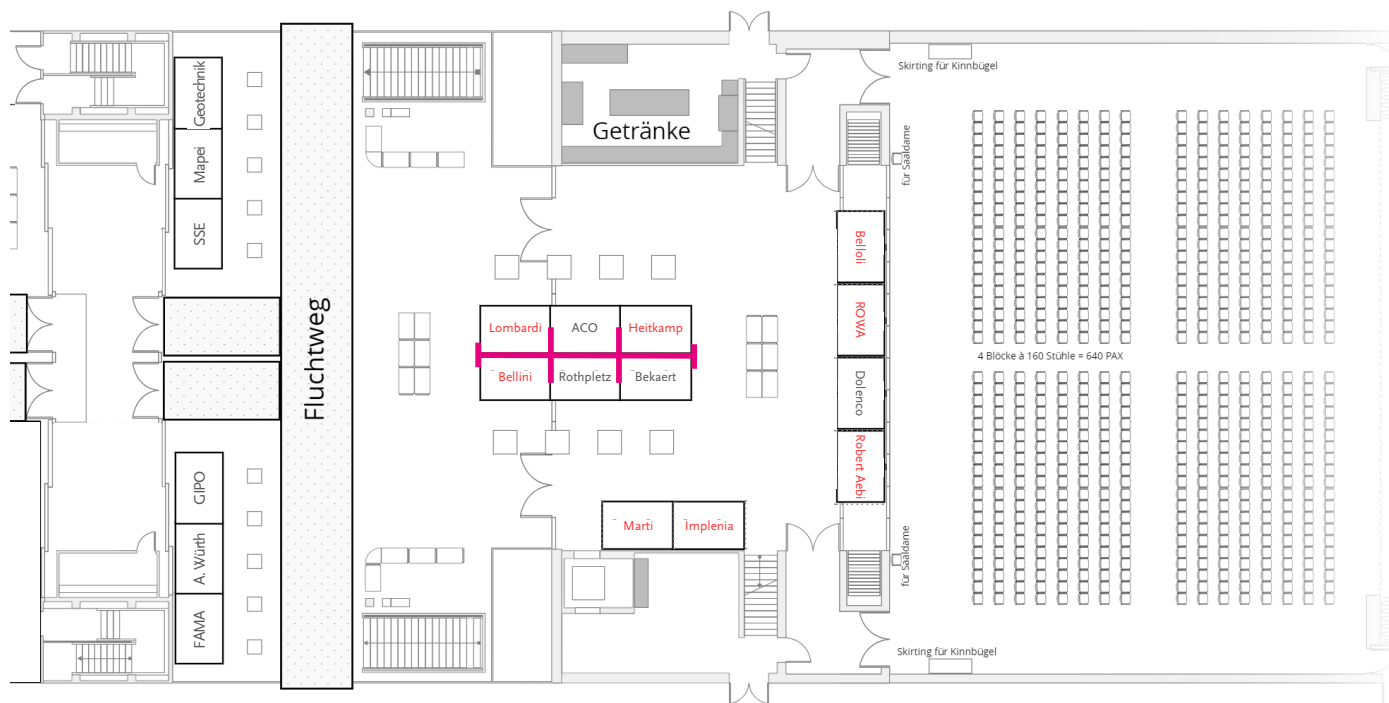 Skirting für Kinnbügel
Geotechnik
Mapei
SSE
Getränke
für Saaldame
Belloli
ROWA
Dolenco
Robert Aebi
Fluchtweg
Lombardi
ACO
Heitkamp
Bellini
Rothpletz
Bekaert
4 Blöcke à 160 Stühle = 640 PAX
GIPO
A. Würth
FAMA
Marti
Implenia
für Saaldame
Skirting für Kinnbügel